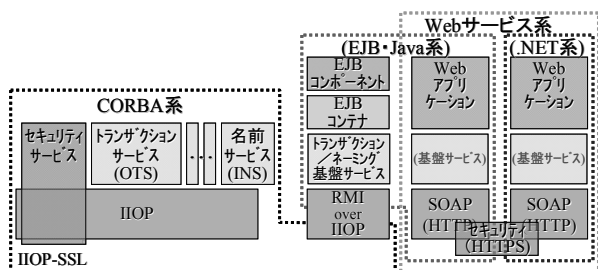 Webサービス系
(EJB・Java系)
(.NET系)
CORBA系
セキュリティ
サービス
トランザクション
サービス
(OTS)
・・・
名前
サービス
(INS)
IIOP
IIOP-SSL
EJB
コンポーネント
EJB
コンテナ
トランザクション
／ネーミング
基盤サービス
RMI
over
IIOP
Web
アプリ
ケーション
(基盤サービス)
SOAP
(HTTP)
Web
アプリ
ケーション
(基盤サービス)
SOAP
(HTTP)
セキュリティ
(HTTPS)